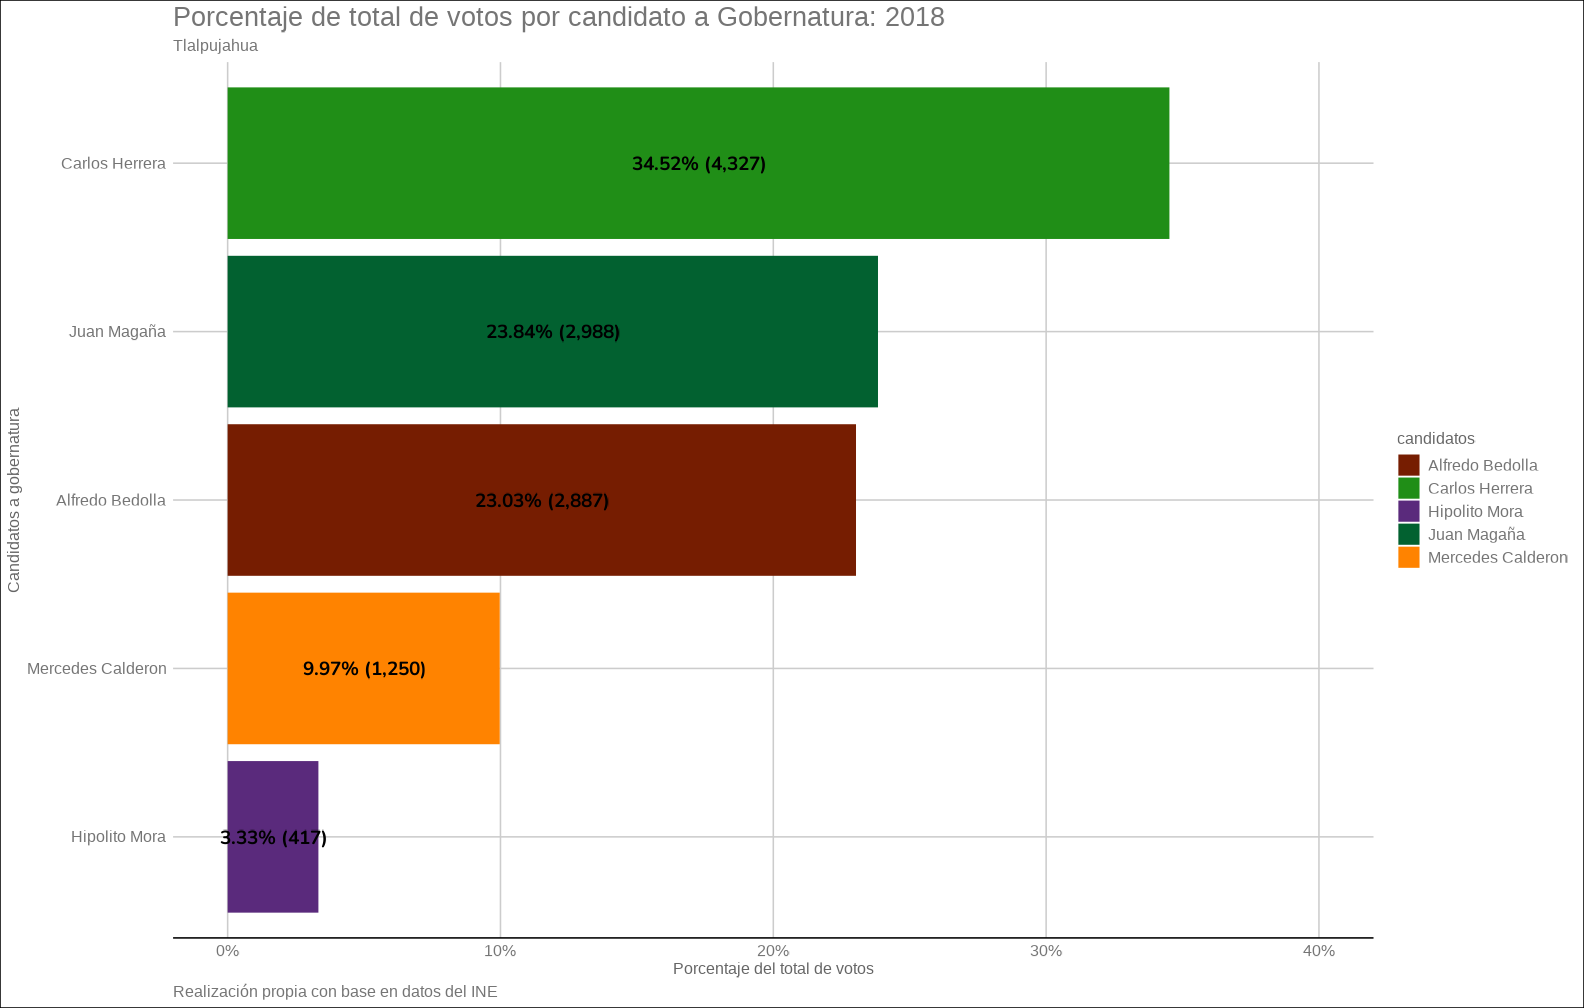 Porcentaje de total de votos por candidato a Gobernatura: 2018
Tlalpujahua
Candidatos a gobernatura
Carlos Herrera
34.52% (4,327)
Juan Magaña
23.84% (2,988)
Alfredo Bedolla
23.03% (2,887)
Mercedes Calderon
9.97% (1,250)
Hipolito Mora
3.33% (417)
0%
10%
20%
30%
40%
Porcentaje del total de votos
candidatos
Alfredo Bedolla
Carlos Herrera
Hipolito Mora
Juan Magaña
Mercedes Calderon
Realización propia con base en datos del INE